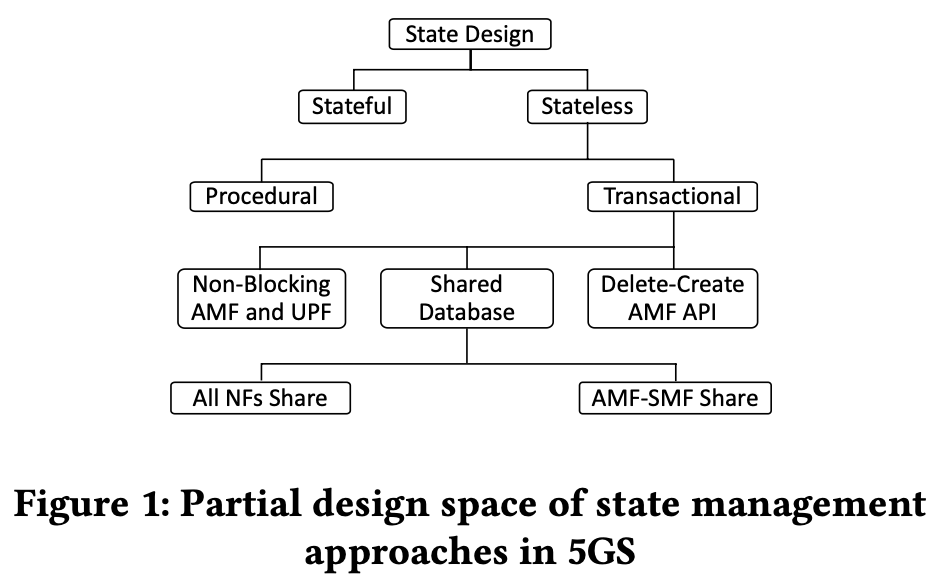 State Design
Stateful
Stateless
Procedural
Transactional
Non-Blocking
AMF and UPF
Shared
Database
Delete-Create
AMF API
All NFs Share
AMF-SMF Share
Figure 1: Partial design space of state management
approaches in 5GS